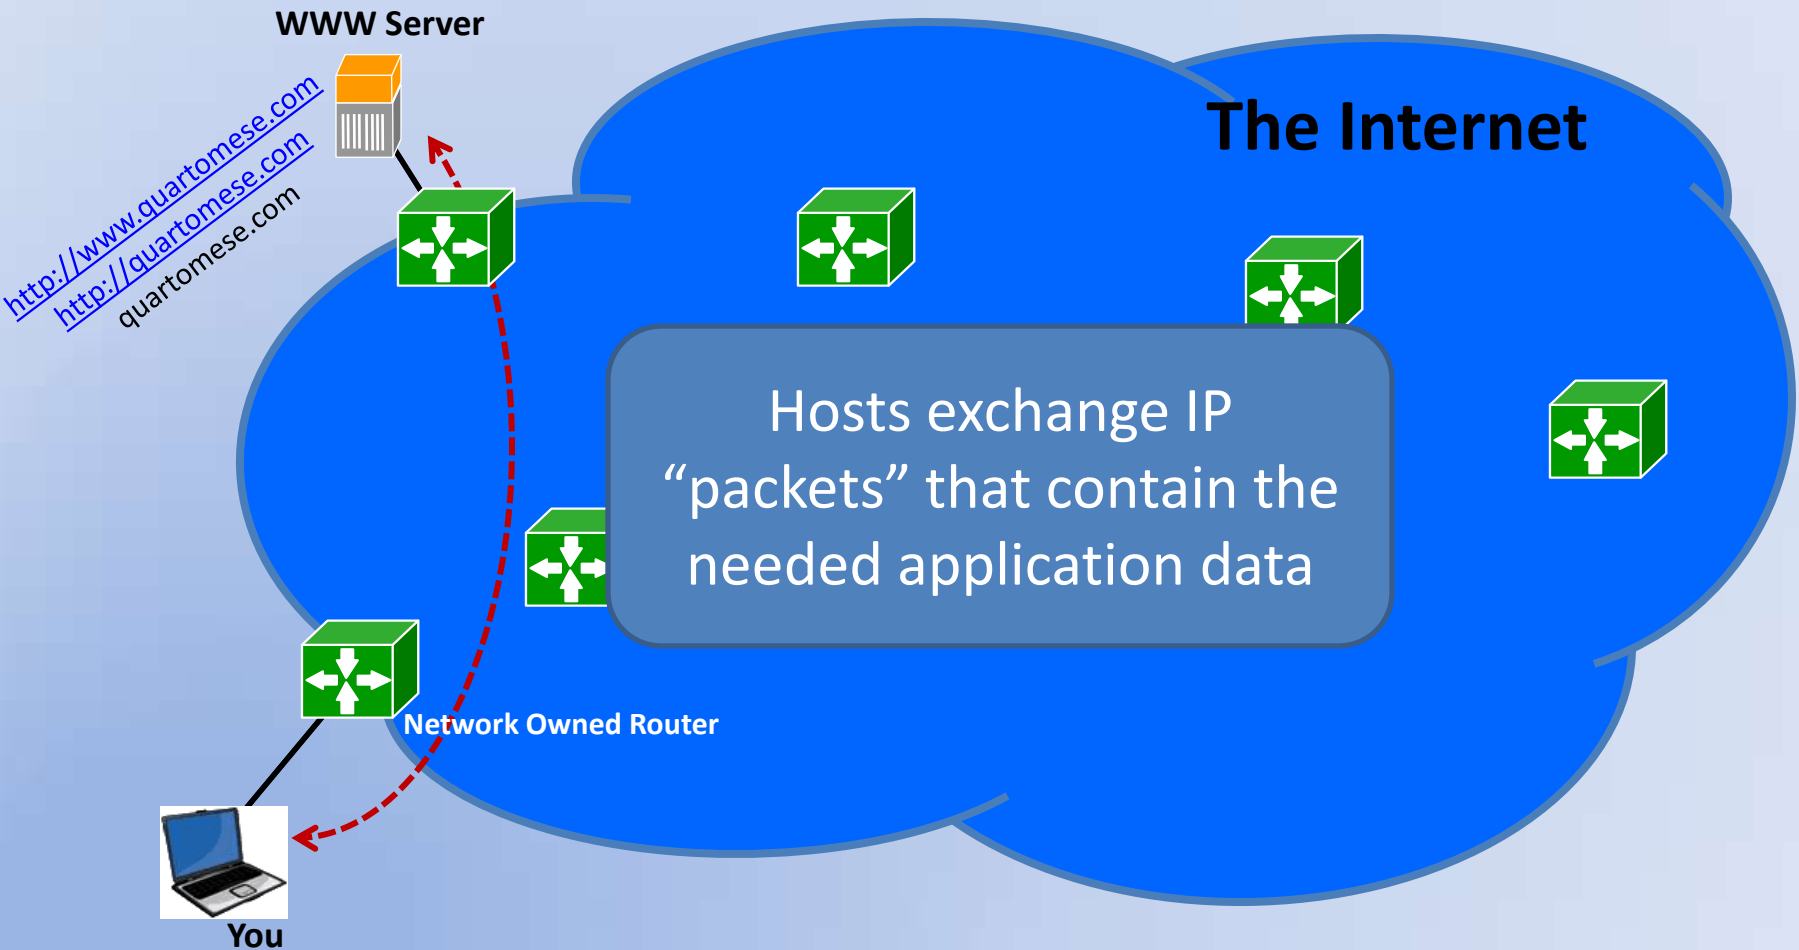 WWW Server
http://www.quartomese.com
http://quartomese.com
quartomese.com
The Internet
Hosts exchange IP
“packets” that contain the
needed application data
Network Owned Router
You